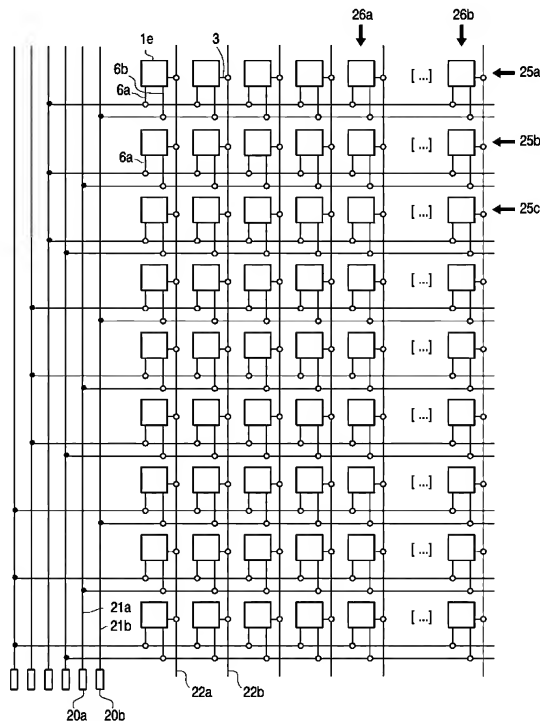 26a 26b
1e 3
6b
6a
[ ... ]
25a
6a
[ ... ]
25b
[ ... ]
25c
[ ... ]
[ ... ]
[ ... ]
[ ... ]
[ ... ]
21a
21b
[ ... ]
20a 20b 22a 22b